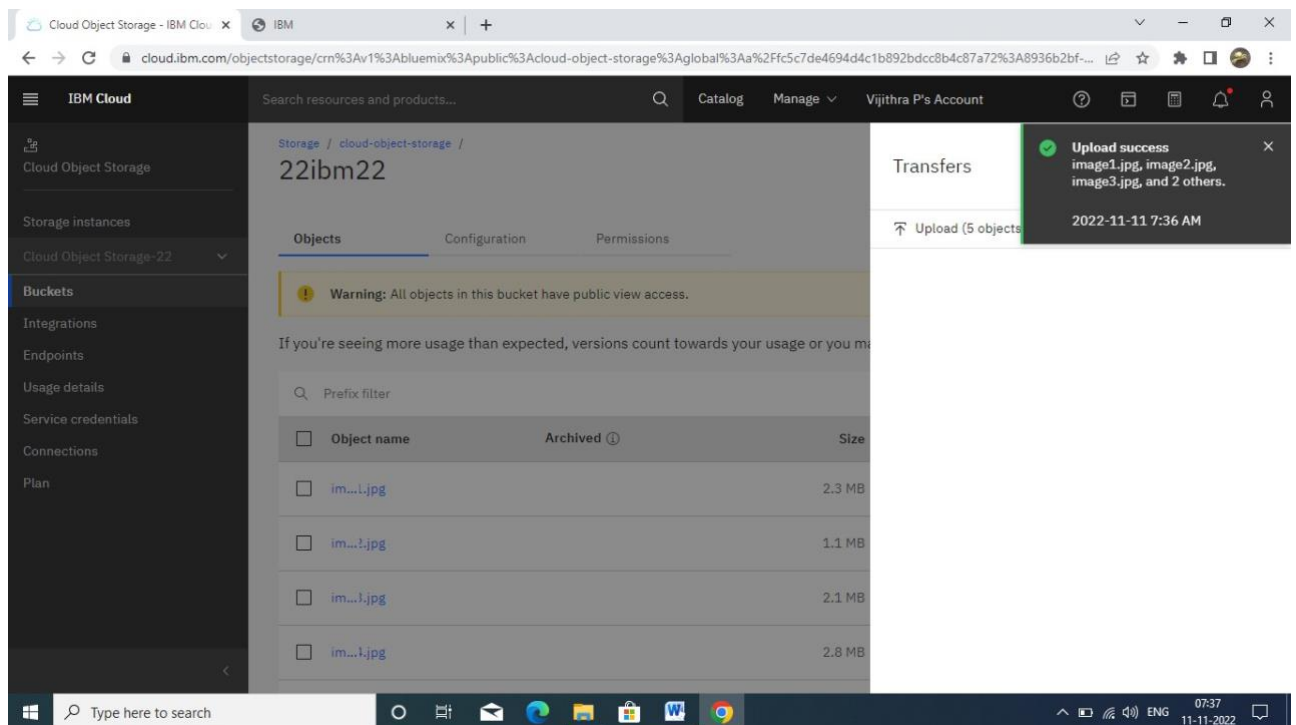 Cloud Object Storage - IBM Clou
IBM
cloud.ibm.com/objectstorage/crn%3Av1%3Abluemix%3Apublic%3Acloud-object-storage%3Aglobal%3Aa%2Ffc5c7de4694d4c1b892bdcc8b4c87a72%3A8936b2bf-...
IBM Cloud
Search resources and products...
Catalog
Manage
Vijithra P's Account
Cloud Object Storage
Storage instances
Cloud Object Storage-22
Buckets
Integrations
Endpoints
Usage details
Service credentials
Connections
Plan
Storage / cloud-object-storage /
22ibm22
Objects Configuration Permissions
Warning: All objects in this bucket have public view access.
If you're seeing more usage than expected, versions count towards your usage or you ma
Prefix filter
Object name Archived Size
im...1.jpg 2.3 MB
im...2.jpg 1.1 MB
im...3.jpg 2.1 MB
im...4.jpg 2.8 MB
Transfers
Upload (5 objects
Upload success
image1.jpg, image2.jpg,
image3.jpg, and 2 others.
2022-11-11 7:36 AM
Type here to search
ENG
07:37
11-11-2022